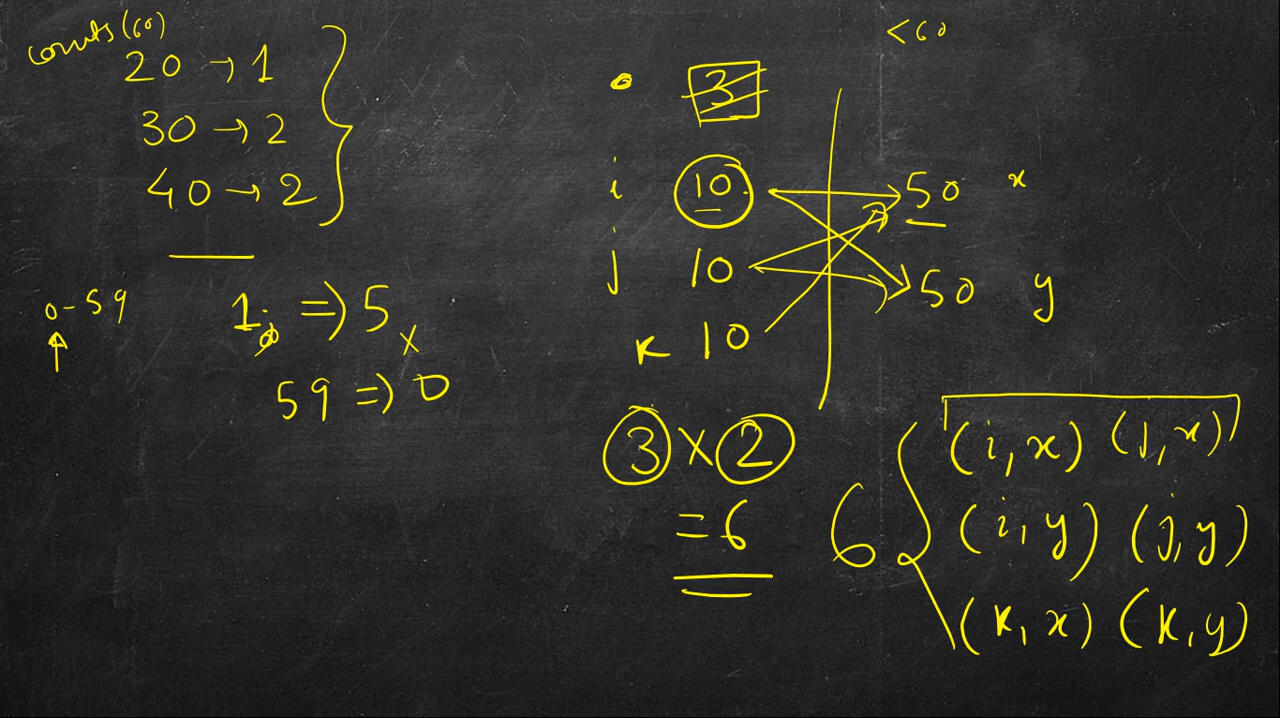 counts(60)
20 → 1
30 → 2
40 → 2
0-59
1 ⇒ 5
x
59 ⇒ 0
<60
3
i 10 50 x
j 10 50 y
k 10
3 x 2
= 6
6
(i, x) (j, x)
(i, y) (j, y)
(k, x) (k, y)